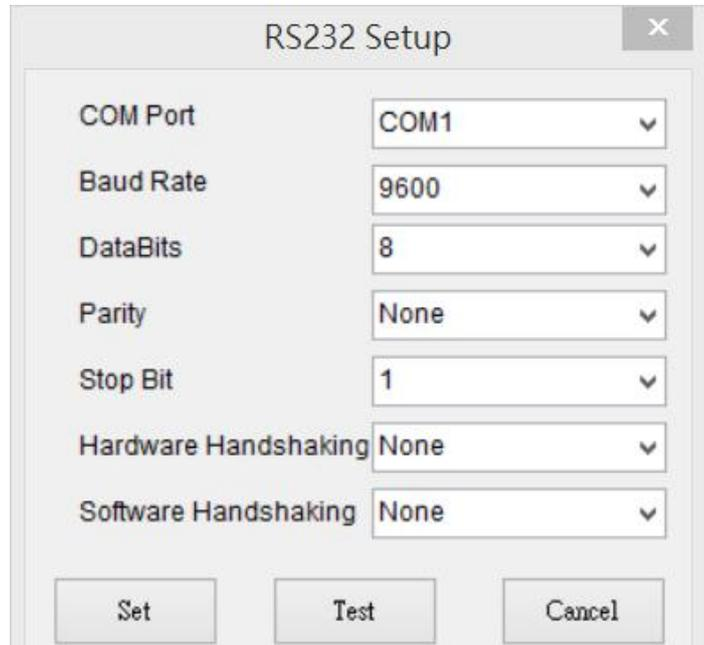 RS232 Setup
COM Port COM1
Baud Rate 9600
DataBits 8
Parity None
Stop Bit 1
Hardware Handshaking None
Software Handshaking None
Set Test Cancel